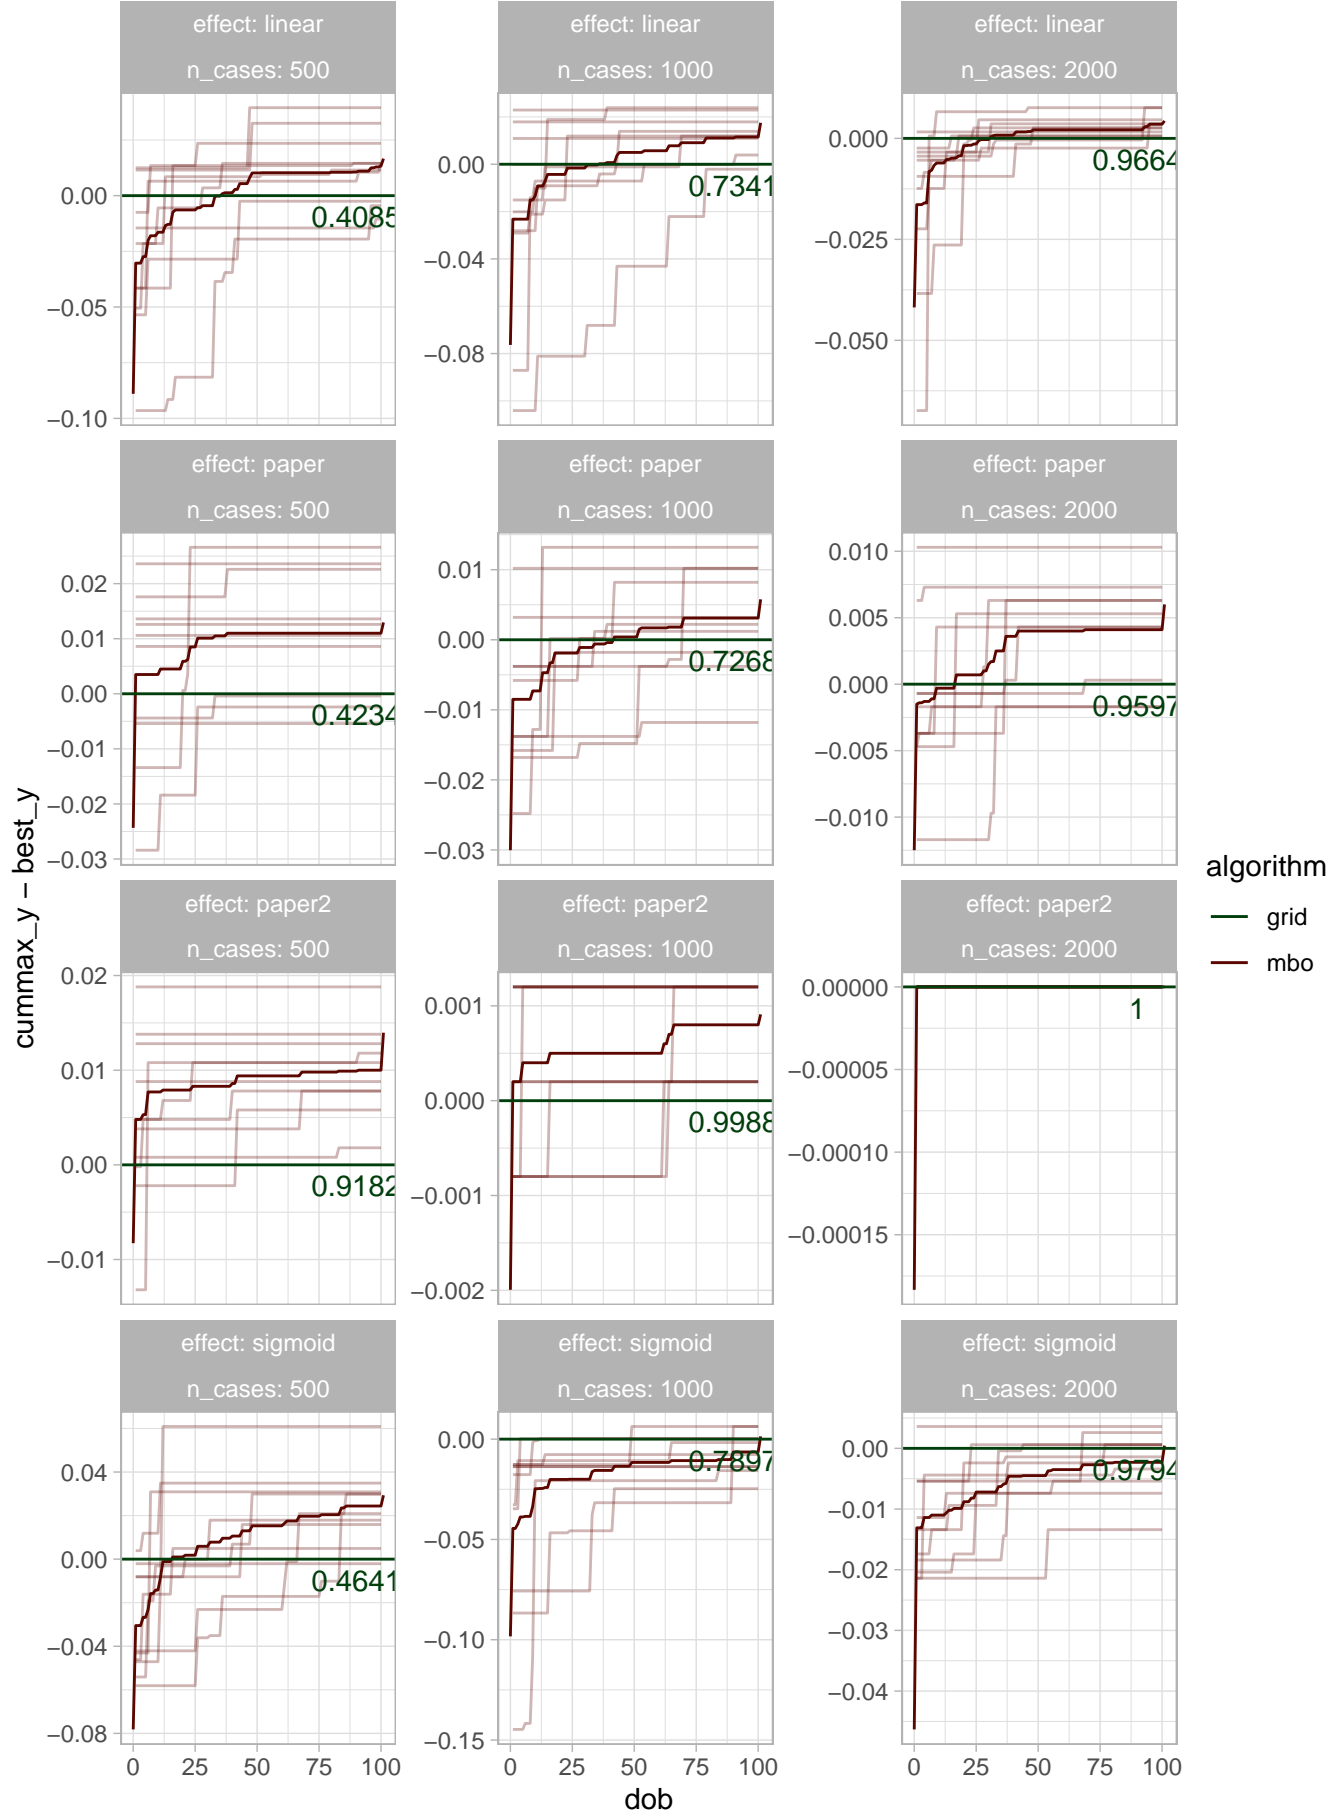 effect: linear
n_cases: 500
effect: linear
n_cases: 1000
effect: linear
n_cases: 2000
0.00
−0.05
−0.10
0.4085
0.00
−0.04
−0.08
0.7341
0.000
−0.025
−0.050
0.9664
effect: paper
n_cases: 500
effect: paper
n_cases: 1000
effect: paper
n_cases: 2000
0.02
0.01
0.00
−0.01
−0.02
−0.03
0.4234
0.01
0.00
−0.01
−0.02
−0.03
0.7268
0.010
0.005
0.000
−0.005
−0.010
0.9597
effect: paper2
n_cases: 500
effect: paper2
n_cases: 1000
effect: paper2
n_cases: 2000
0.02
0.01
0.00
−0.01
0.9182
0.001
0.000
−0.001
−0.002
0.9988
0.00000
−0.00005
−0.00010
−0.00015
1
effect: sigmoid
n_cases: 500
effect: sigmoid
n_cases: 1000
effect: sigmoid
n_cases: 2000
0.04
0.00
−0.04
−0.08
0.4641
0.00
−0.05
−0.10
−0.15
0.7897
0.00
−0.01
−0.02
−0.03
−0.04
0.9794
0 25 50 75 100
0 25 50 75 100
0 25 50 75 100
dob
cummax_y − best_y
algorithm
grid
mbo